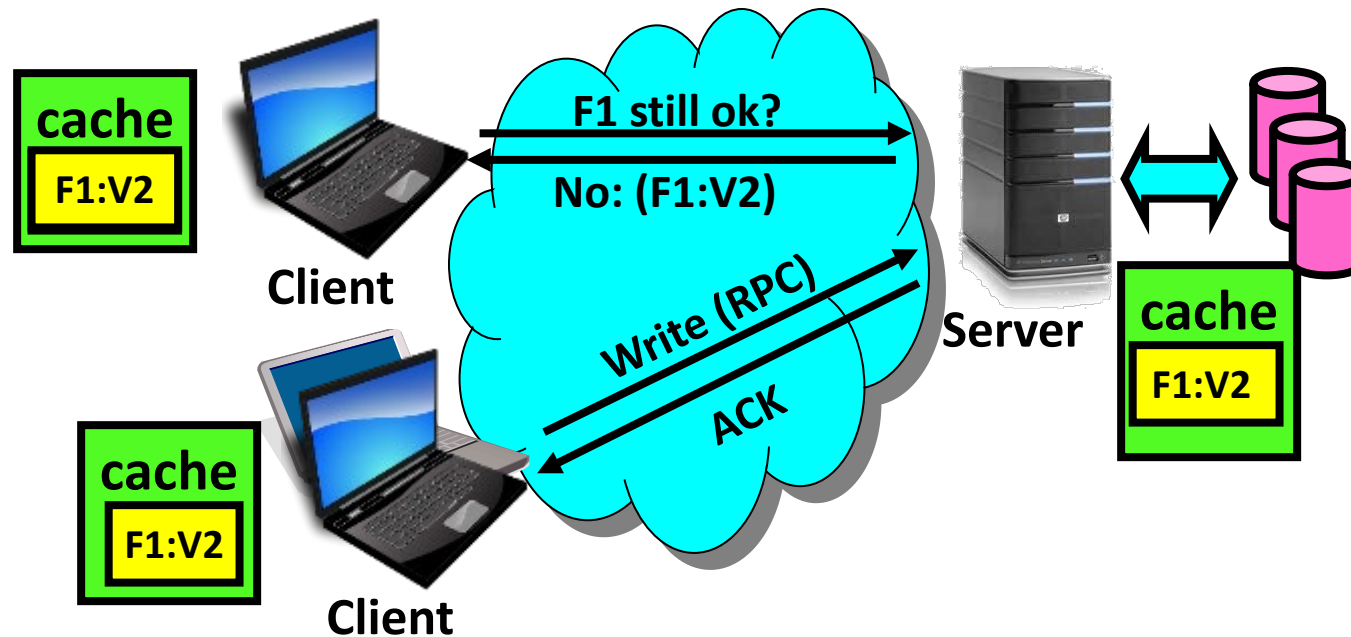 cache
F1:V2
Client
F1 still ok?
No: (F1:V2)
Write (RPC)
ACK
Server
cache
F1:V2
cache
F1:V2
Client